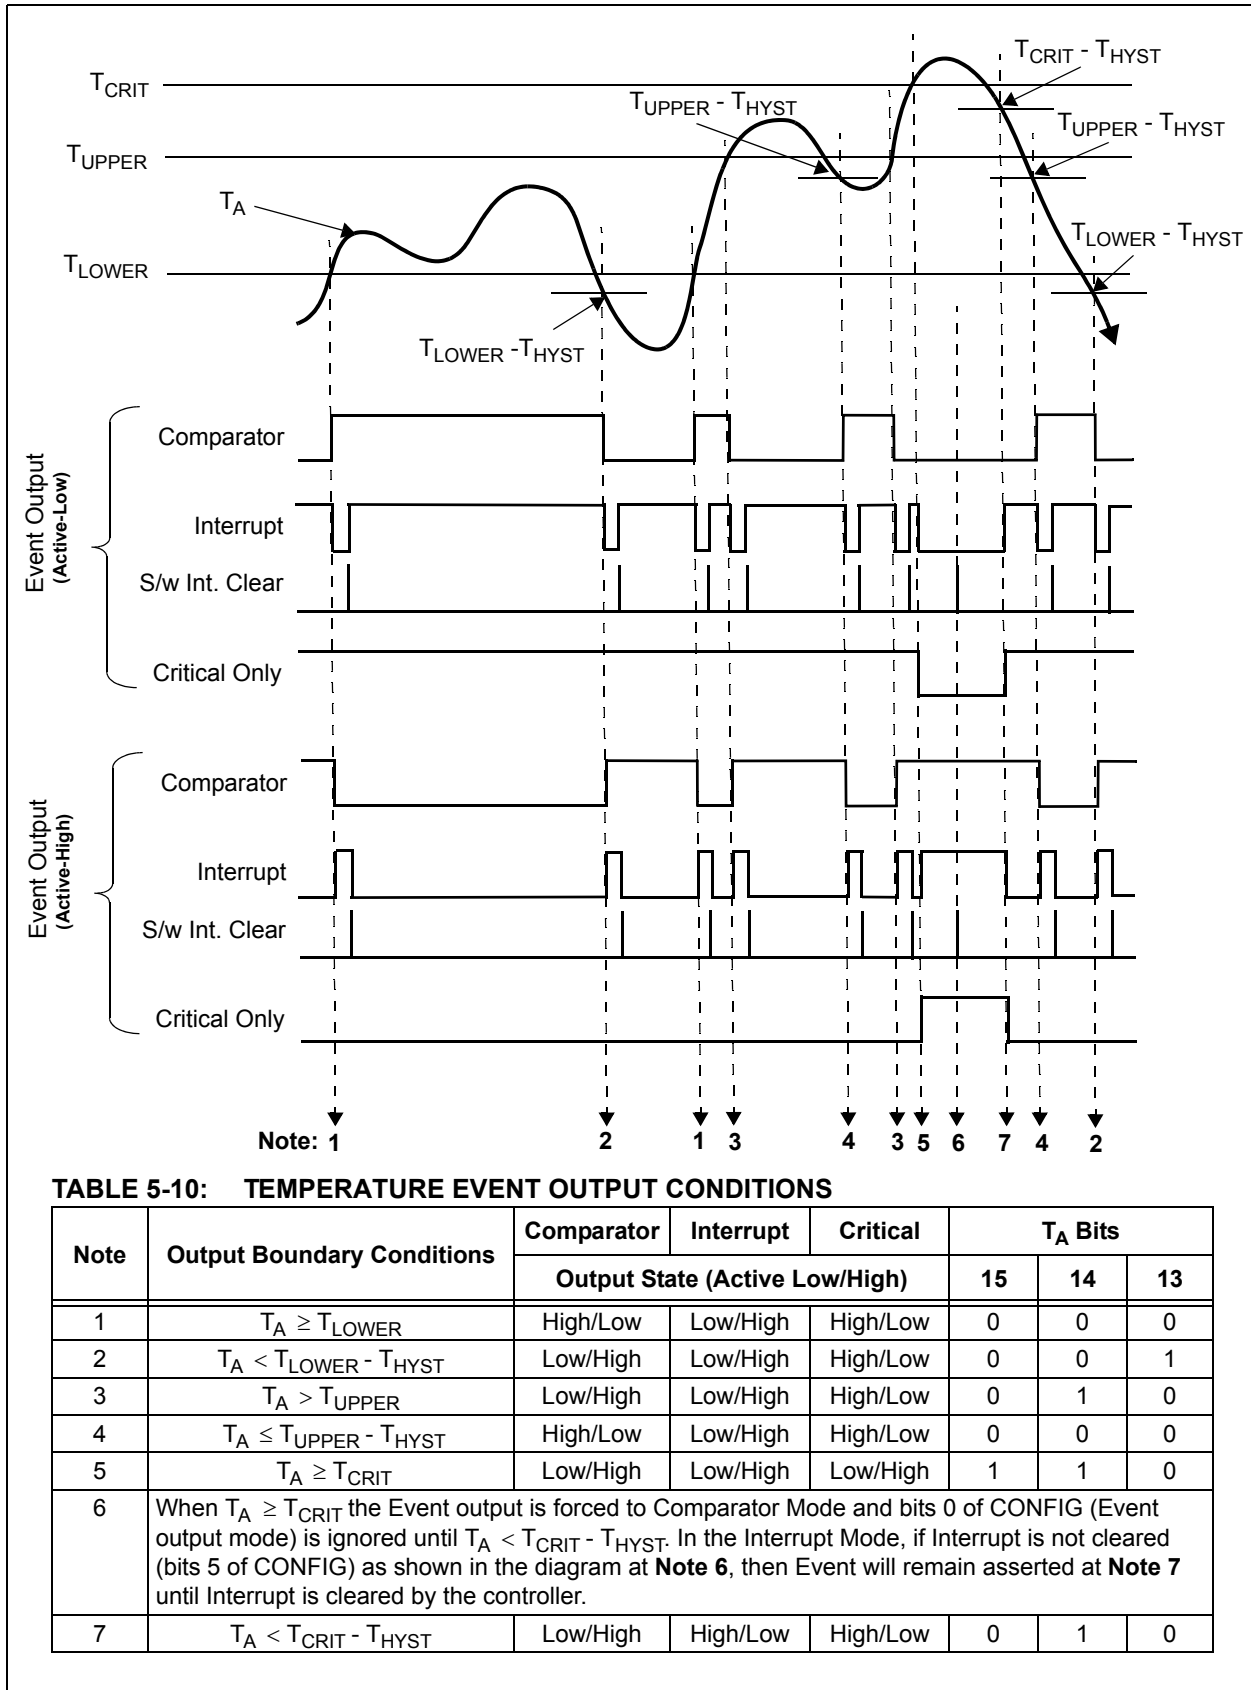 TCRIT - THYST
TCRIT
TUPPER - THYST
TUPPER - THYST
TUPPER
TA
TLOWER - THYST
TLOWER
TLOWER -THYST
Event Output
(Active-Low)
Comparator
Interrupt
S/w Int. Clear
Critical Only
Event Output
(Active-High)
Comparator
Interrupt
S/w Int. Clear
Critical Only
Note: 1 2 1 3 4 3 5 6 7 4 2
TABLE 5-10: TEMPERATURE EVENT OUTPUT CONDITIONS
Note Output Boundary Conditions Comparator Interrupt Critical TA Bits
Output State (Active Low/High) 15 14 13
1 TA ≥ TLOWER High/Low Low/High High/Low 0 0 0
2 TA < TLOWER - THYST Low/High Low/High High/Low 0 0 1
3 TA > TUPPER Low/High Low/High High/Low 0 1 0
4 TA ≤ TUPPER - THYST High/Low Low/High High/Low 0 0 0
5 TA ≥ TCRIT Low/High Low/High Low/High 1 1 0
6 When TA ≥ TCRIT the Event output is forced to Comparator Mode and bits 0 of CONFIG (Event
output mode) is ignored until TA < TCRIT - THYST. In the Interrupt Mode, if Interrupt is not cleared
(bits 5 of CONFIG) as shown in the diagram at Note 6, then Event will remain asserted at Note 7
until Interrupt is cleared by the controller.
7 TA < TCRIT - THYST Low/High High/Low High/Low 0 1 0